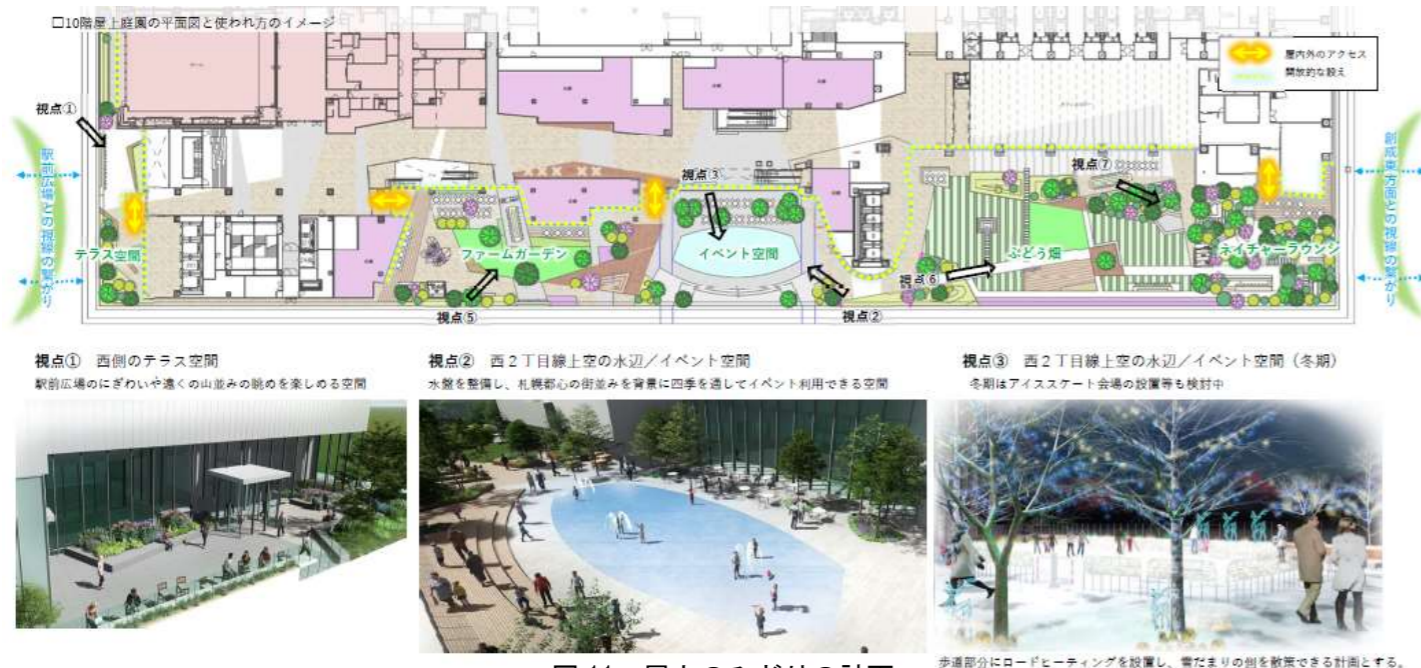 □10階屋上庭園の平面図と使われ方のイメージ
屋内外のアクセス
開放的な設え
視点①
駅前広場との視線の繋がり
テラス空間
ファームガーデン
視点⑤
視点③
イベント空間
視点②
視点⑥
視点⑦
ぶどう畑
ネイチャーラウンジ
創成東方面との視線の繋がり
視点① 西側のテラス空間
駅前広場のにぎわいや遠くの山並みの眺めを楽しめる空間
視点② 西2丁目線上空の水辺/イベント空間
水盤を整備し、札幌都心の街並みを背景に四季を通してイベント利用できる空間
視点③ 西2丁目線上空の水辺/イベント空間(冬期)
冬期はアイススケート会場の設置等も検討中
歩道部分にロードヒーティングを設置し、雪だまりの側を散策できる計画とする。